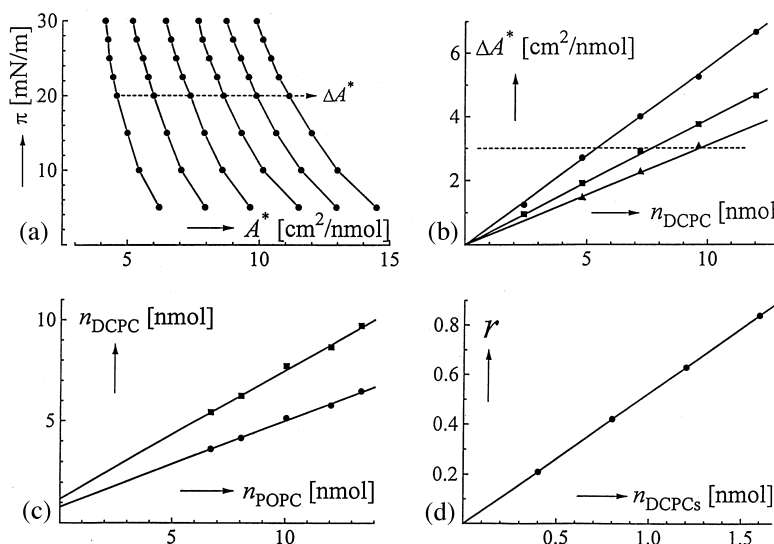 30
20
10
π [mN/m]
ΔA*
(a)
A* [cm²/nmol]
5
10
15
6
4
2
ΔA* [cm²/nmol]
(b)
n_DCPC [nmol
5
10
10
5
n_DCPC [nmol]
(c)
n_POPC [nmol]
5
10
0.8
0.6
0.4
0.2
r
(d)
n_DCPCs [nmol]
0.5
1.0
1.5